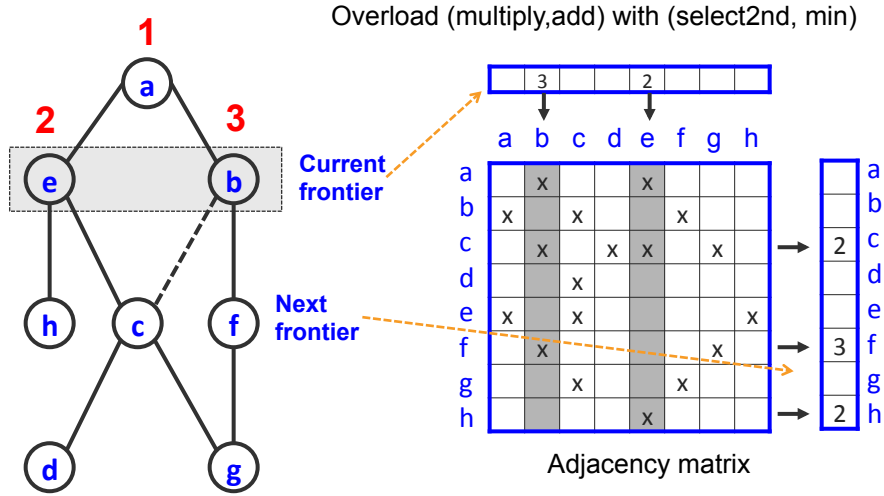 Overload (multiply,add) with (select2nd, min)
1
a
2
3
e
b
Current
frontier
h
c
f
Next
frontier
d
g
3 2
a b c d e f g h
a x x
b x x x
c x x x x
d x
e x x x
f x x
g x x
h x
Adjacency matrix
a
b
2 c
d
e
3 f
g
2 h